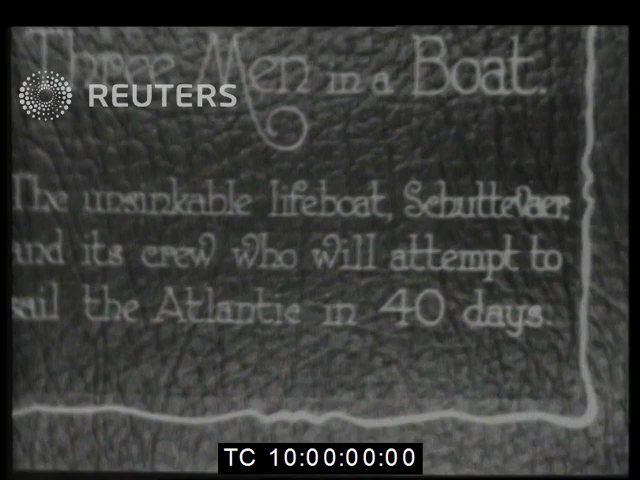 Three Men in a Boat.
REUTERS
The unsinkable lifeboat, Schuttevaer,
and its crew who will attempt to
sail the Atlantic in 40 days.
TC 10:00:00:00